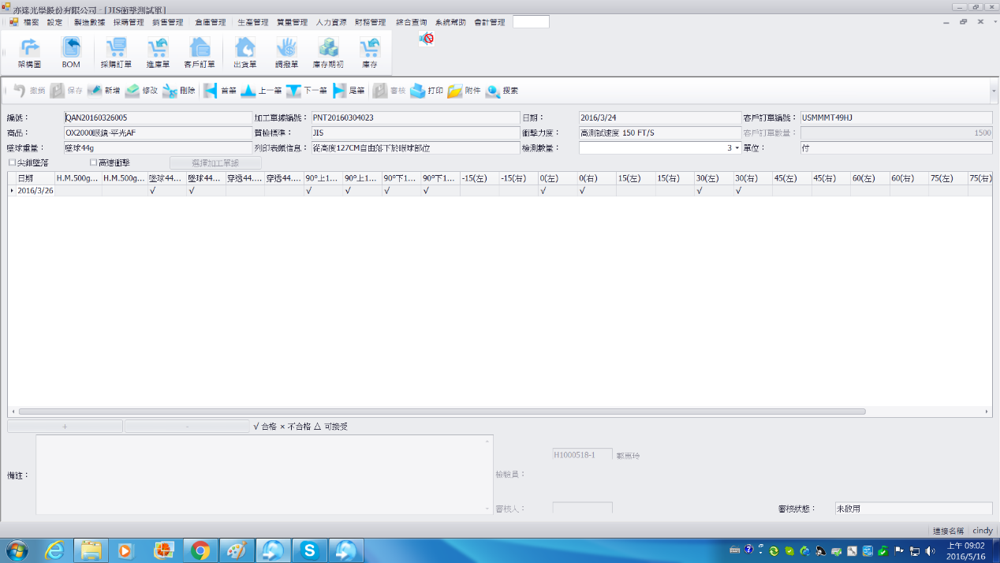 亦達光學股份有限公司 - [JIS衝擊測試單]
檔案 設定 製造數據 採購管理 銷售管理 倉庫管理 生產管理 質量管理 人力資源 財務管理 綜合查詢 系統幫助 會計管理
架構圖 BOM 採購訂單 進庫單 客戶訂單 出貨單 調撥單 庫存期初 庫存
撤銷 保存 新增 修改 刪除 首筆 上一筆 下一筆 尾筆 審核 打印 附件 搜索
編號： QAN20160326005 加工單據編號： PNT20160304023 日期： 2016/3/24 客戶訂單編號： USMMMT49HJ
商品： OX2000眼鏡-平光AF 質檢標準： JIS 衝擊力度： 高測試速度 150 FT/S 客戶訂單數量： 1500
墜球重量： 墜球44g 列印表頭信息： 從高度127CM自由落下於眼球部位 檢測數量： 3 單位： 付
尖錐墜落 高速衝擊 選擇加工單據
日期 H.M.500g... H.M.500g... 墜球44... 墜球44... 穿透44.... 穿透44.... 90°上1... 90°上1... 90°下1... 90°下1... -15(左) -15(右) 0(左) 0(右) 15(左) 15(右) 30(左) 30(右) 45(左) 45(右) 60(左) 60(右) 75(左) 75(右)
2016/3/26 √ √ √ √ √ √ √ √ √ √
+ - √ 合格 × 不合格 △ 可接受
H1000518-1 鄭惠玲
備註： 檢驗員：
審核人： 審核狀態： 未啟用
連接名稱 cindy
上午 09:02
2016/5/16